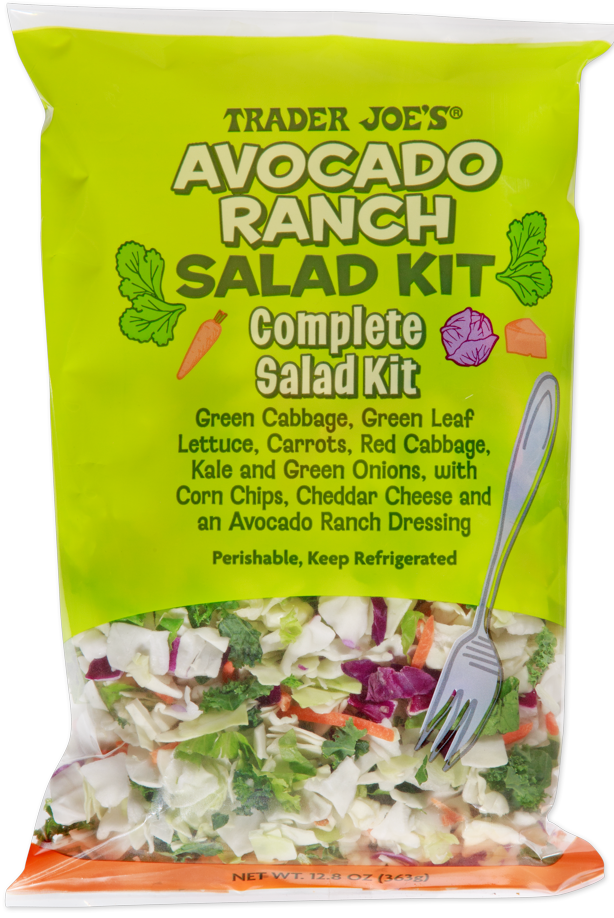 TRADER JOE'S®
AVOCADO
RANCH
SALAD KIT
Complete
Salad Kit
Green Cabbage, Green Leaf
Lettuce, Carrots, Red Cabbage,
Kale and Green Onions, with
Corn Chips, Cheddar Cheese and
an Avocado Ranch Dressing
Perishable, Keep Refrigerated
NET WT. 12.8 OZ (363g)